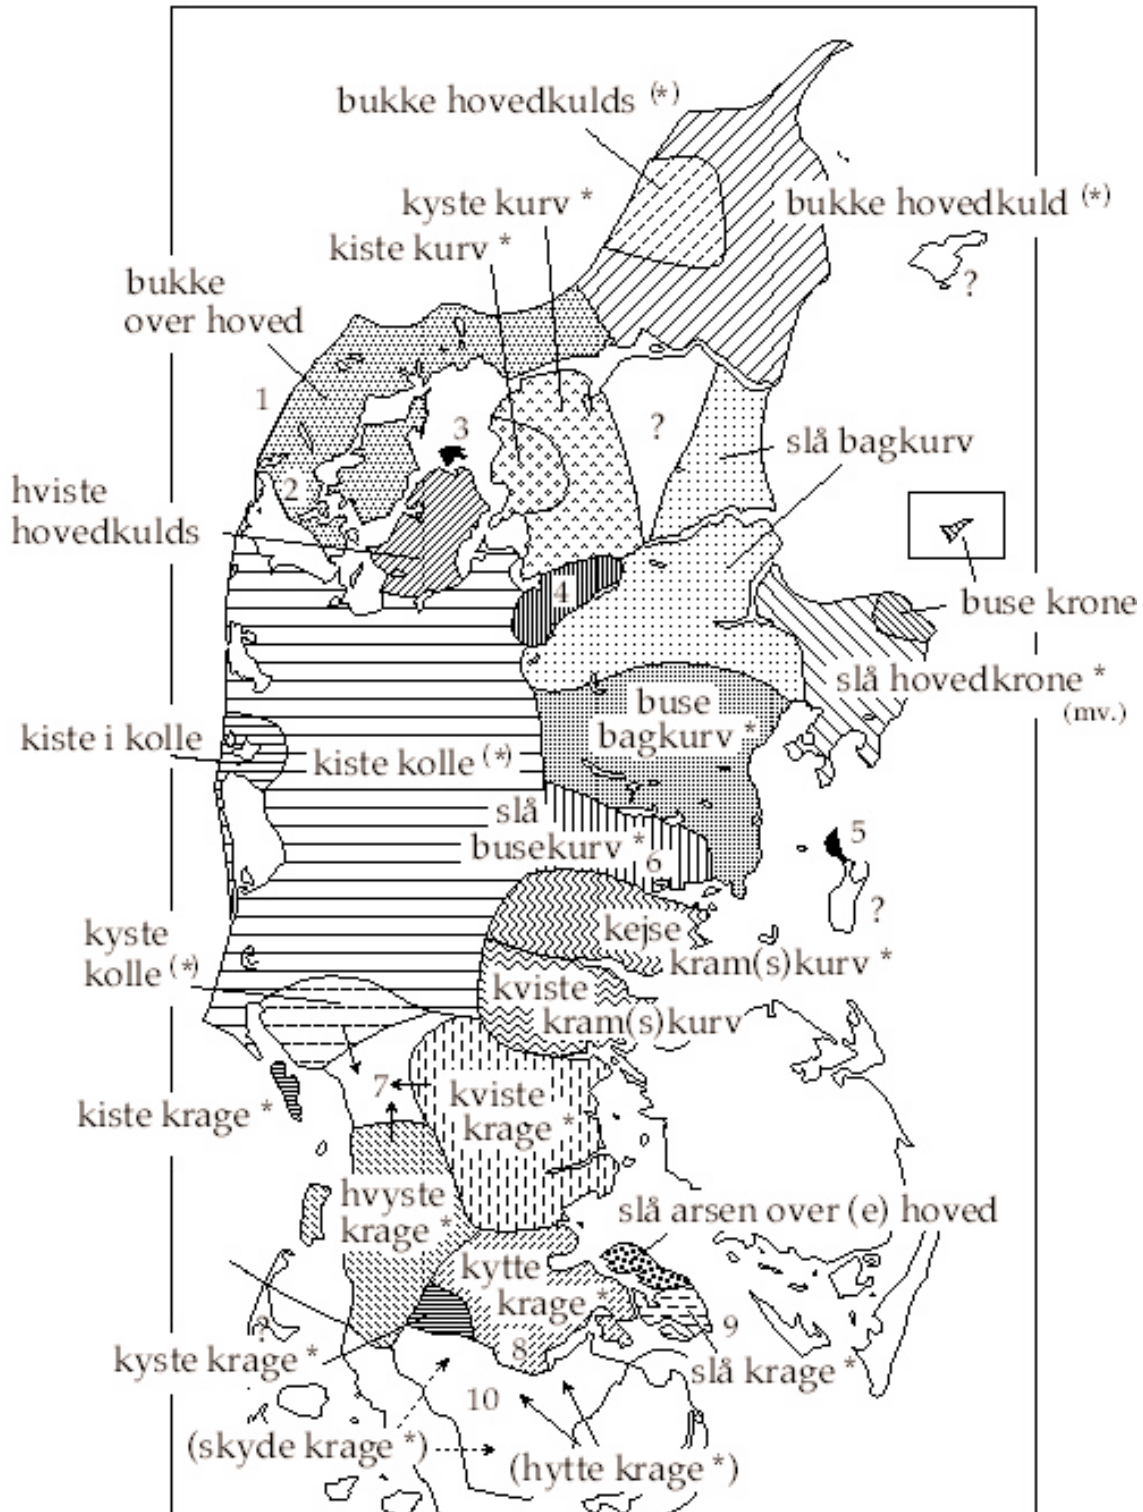 bukke hovedkulds (*)
kyste kurv *
kiste kurv *
bukke hovedkuld (*)
?
bukke
over hoved
1
3
?
slå bagkurv
2
hviste
hovedkulds
4
buse krone
slå hovedkrone *
(mv.)
buse
bagkurv *
kiste i kolle
kiste kolle (*)
slå
busekurv *
5
6
?
kejse
kram(s)kurv *
kyste
kolle (*)
kviste
kram(s)kurv
7
kiste krage *
kviste
krage *
hvyste
krage *
slå arsen over (e) hoved
kytte
krage *
?
9
8
kyste krage *
slå krage *
10
(skyde krage *)
(hytte krage *)